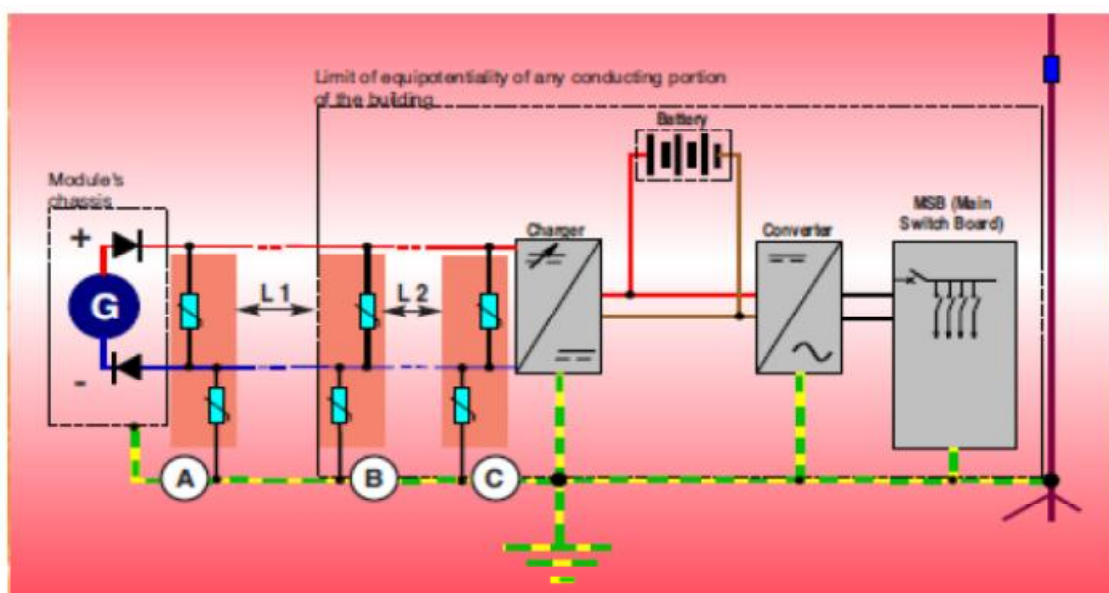 Limit of equipotentiality of any conducting portion
of the building
Battery
Module's
chassis
MSB (Main
Switch Board)
Charger
Converter
+
G
-
L 1
L 2
A
B
C